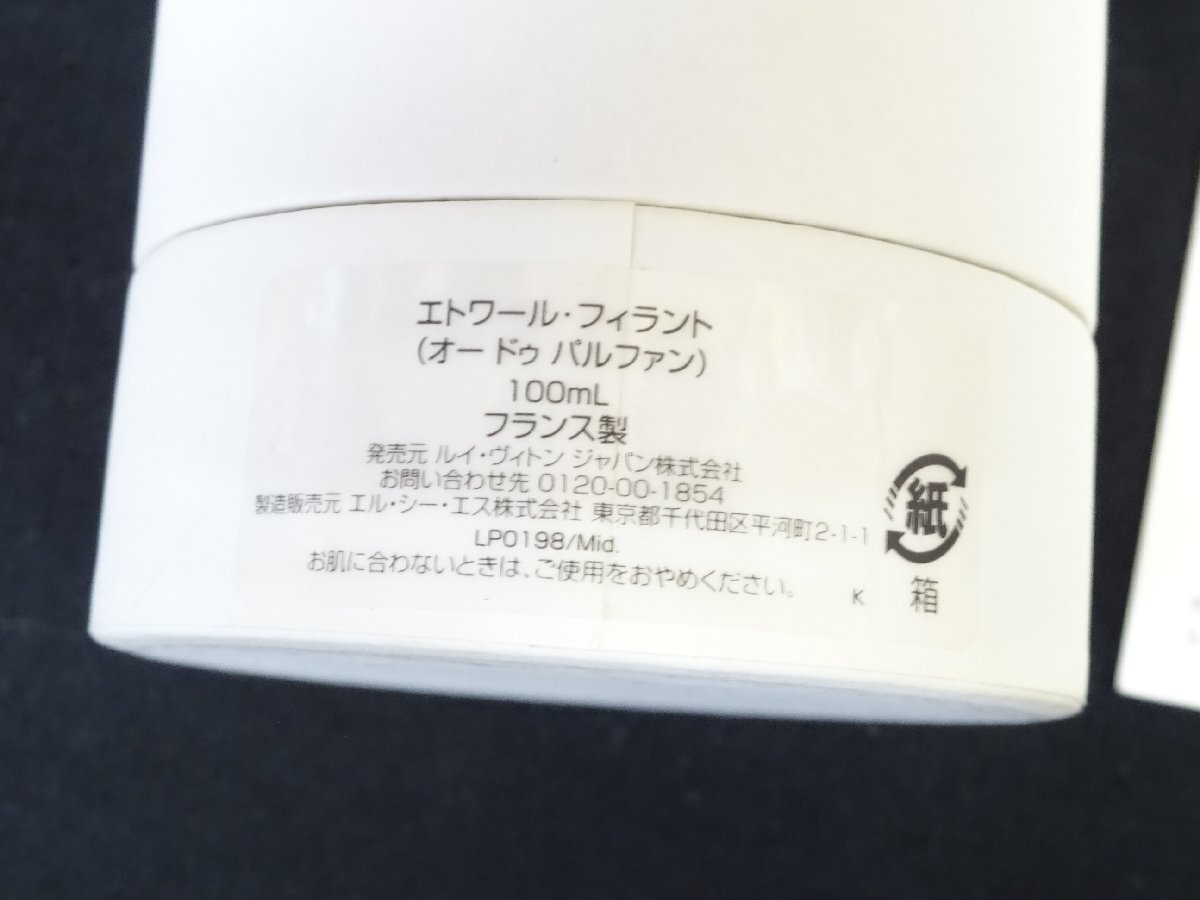 エトワール・フィラント
(オー ドゥ パルファン)
100mL
フランス製
発売元 ルイ・ヴィトン ジャパン株式会社
お問い合わせ先 0120-00-1854
製造販売元 エル・シー・エス株式会社 東京都千代田区平河町2-1-1
LP0198/Mid.
お肌に合わないときは、ご使用をおやめください。 K
紙
箱